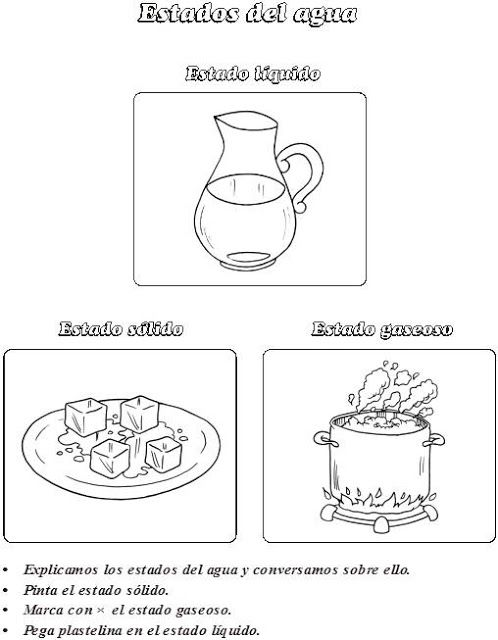 Estados del agua
Estado líquido
Estado sólido
Estado gaseoso
• Explicamos los estados del agua y conversamos sobre ello.
• Pinta el estado sólido.
• Marca con × el estado gaseoso.
• Pega plastelina en el estado líquido.